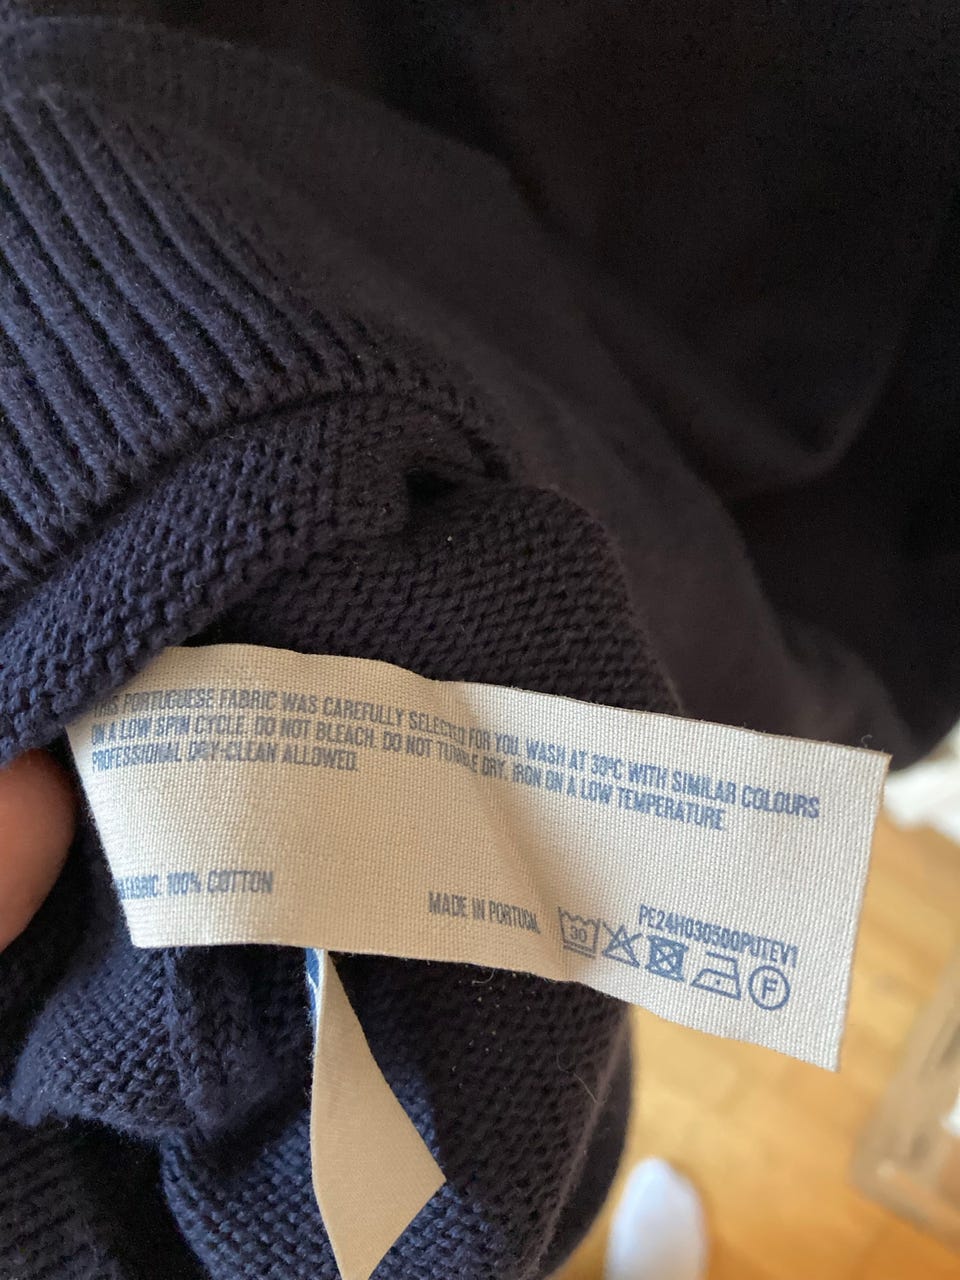 THIS PORTUGUESE FABRIC WAS CAREFULLY SELECTED FOR YOU. WASH AT 30ºC WITH SIMILAR COLOURS
IN A LOW SPIN CYCLE. DO NOT BLEACH. DO NOT TUMBLE DRY. IRON ON A LOW TEMPERATURE
PROFESSIONAL DRY-CLEAN ALLOWED.
FABRIC: 100% COTTON
MADE IN PORTUGAL
PE24H030500PUTEV1
30
F